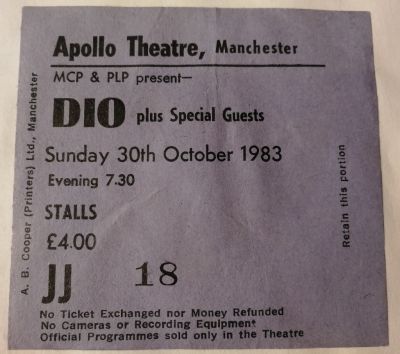 Apollo Theatre, Manchester
MCP & PLP present—
DIO plus Special Guests
Sunday 30th October 1983
Evening 7.30
STALLS
£4.00
JJ 18
No Ticket Exchanged nor Money Refunded
No Cameras or Recording Equipment
Official Programmes sold only in the Theatre
A. B. Cooper (Printers) Ltd., Manchester
Retain this portion